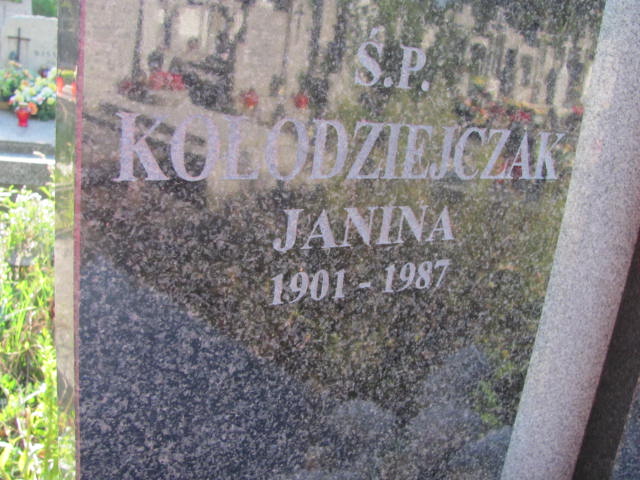 Ś.P.
KOŁODZIEJCZAK
JANINA
1901 - 1987